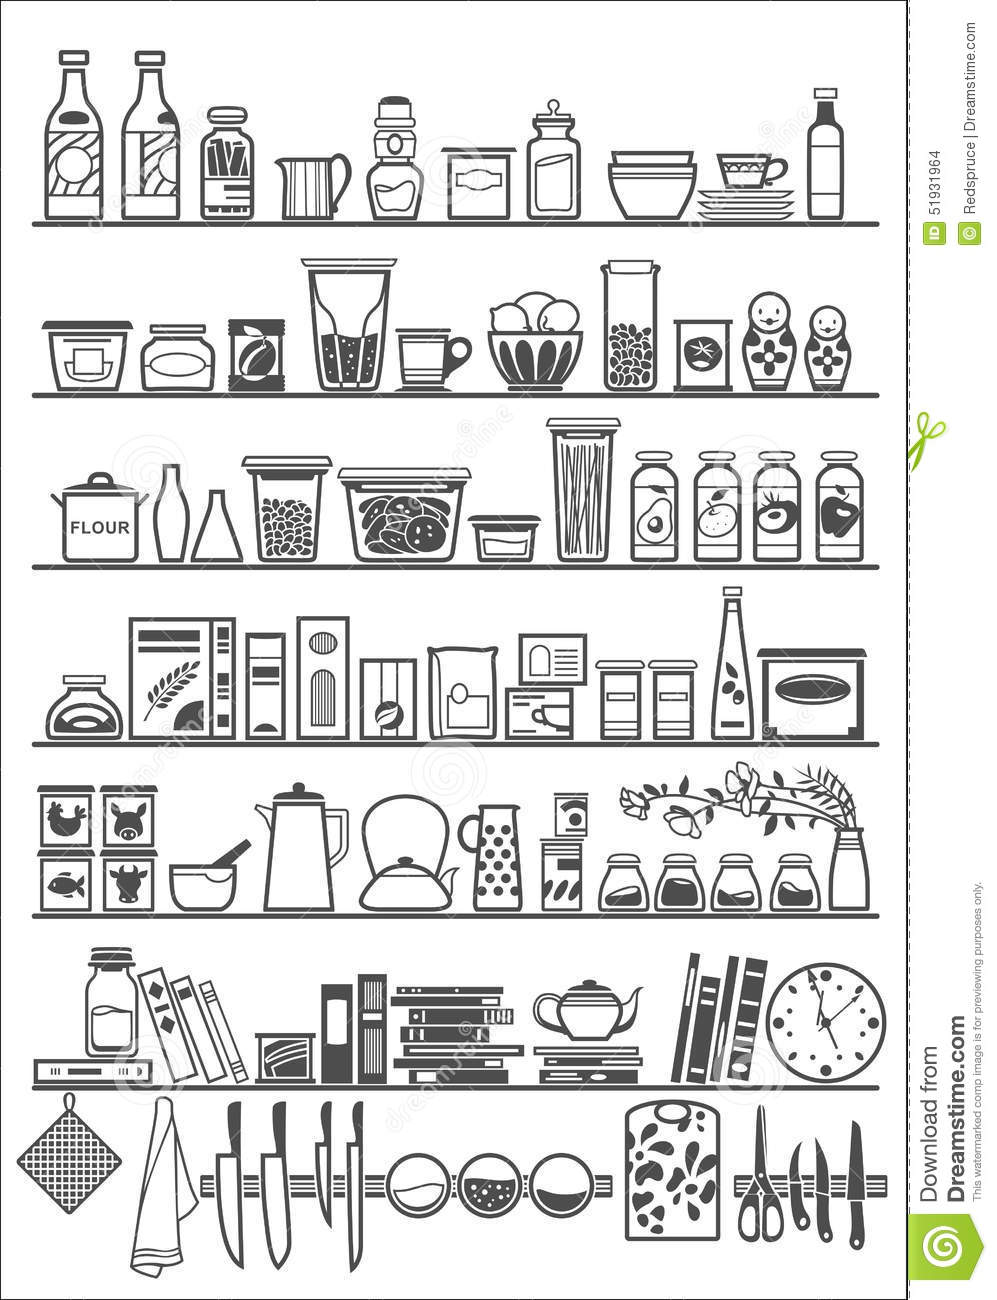 FLOUR
ID 51931964
© Redspruce | Dreamstime.com
Download from
Dreamstime.com
This watermarked comp image is for previewing purposes only.